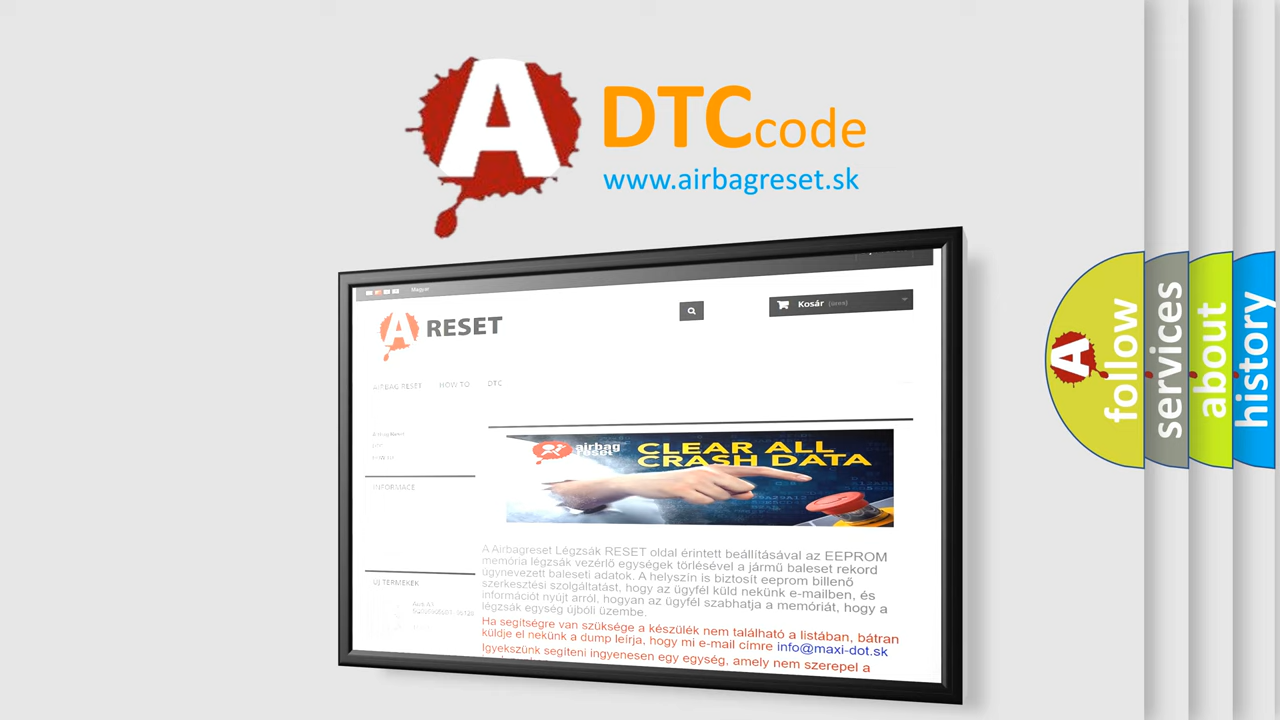 A
DTCcode
www.airbagreset.sk
Magyar
A RESET
Kosár (üres)
AIRBAG RESET HOW TO DTC
INFORMACE
airbag reset
CLEAR ALL
CRASH DATA
A Airbagreset Légzsák RESET oldal érintett beállításával az EEPROM
memória légzsák vezérlő egységek törlésével a jármű baleset rekord
úgynevezett baleseti adatok. A helyszín is biztosít eeprom billenő
szerkesztési szolgáltatást, hogy az ügyfél küld nekünk e-mailben, és
információt nyújt arról, hogyan az ügyfél szabhatja a memóriát, hogy a
légzsák egység újbóli üzembe.
Ha segítségre van szüksége a készülék nem található a listában, bátran
küldje el nekünk a dump leírja, hogy mi e-mail címre info@maxi-dot.sk
Igyekszünk segíteni ingyenesen egy egység, amely nem szerepel a
ÚJ TERMÉKEK
A
follow
services
about
history